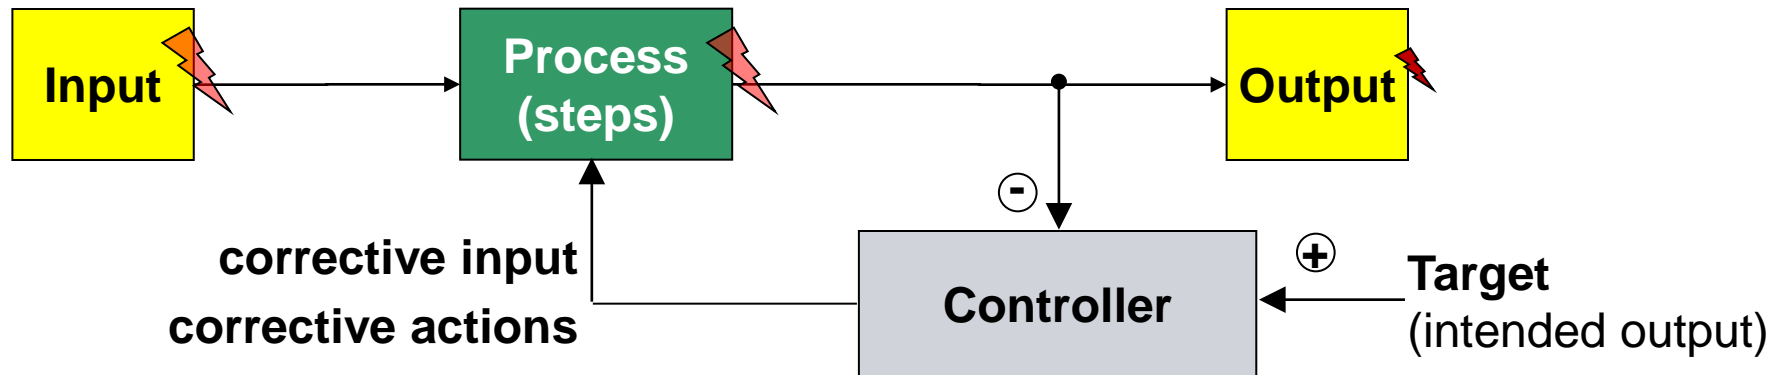 Input
Process
(steps)
Output
-
corrective input
corrective actions
Controller
+
Target
(intended output)